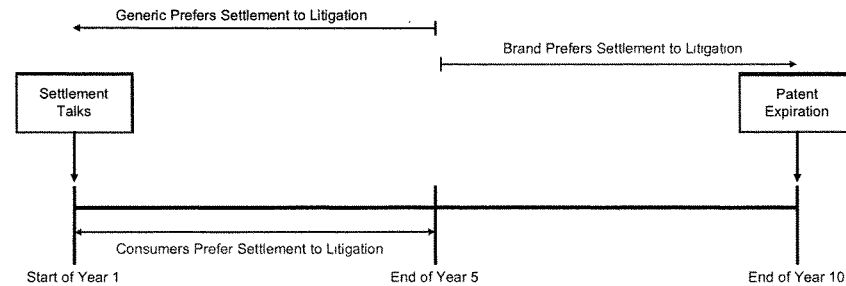 Generic Prefers Settlement to Litigation
Brand Prefers Settlement to Litigation
Settlement
Talks
Patent
Expiration
Consumers Prefer Settlement to Litigation
Start of Year 1
End of Year 5
End of Year 10